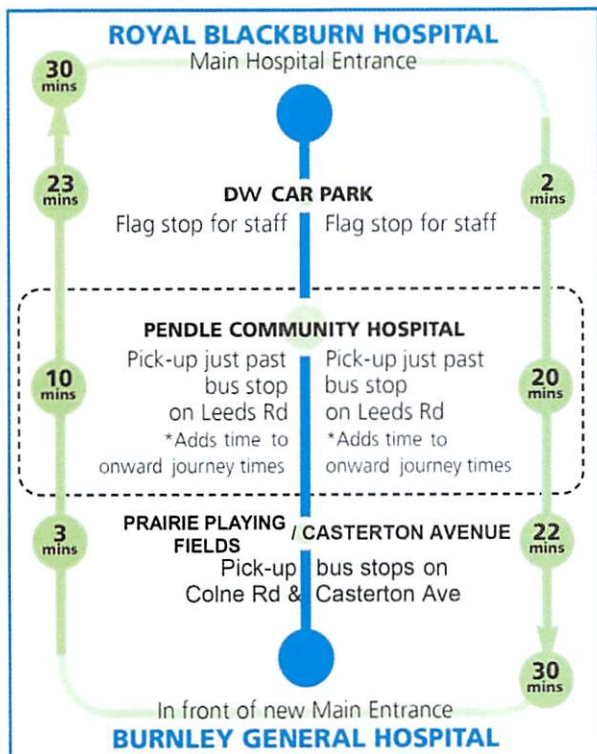 ROYAL BLACKBURN HOSPITAL
Main Hospital Entrance
30
mins
23
mins
2
mins
DW CAR PARK
Flag stop for staff
Flag stop for staff
PENDLE COMMUNITY HOSPITAL
Pick-up just past
bus stop
on Leeds Rd
*Adds time to
onward journey times
Pick-up just past
bus stop
on Leeds Rd
*Adds time to
onward journey times
10
mins
20
mins
3
mins
PRAIRIE PLAYING
FIELDS
/ CASTERTON AVENUE
22
mins
Pick-up bus stops on
Colne Rd & Casterton Ave
30
mins
In front of new Main Entrance
BURNLEY GENERAL HOSPITAL